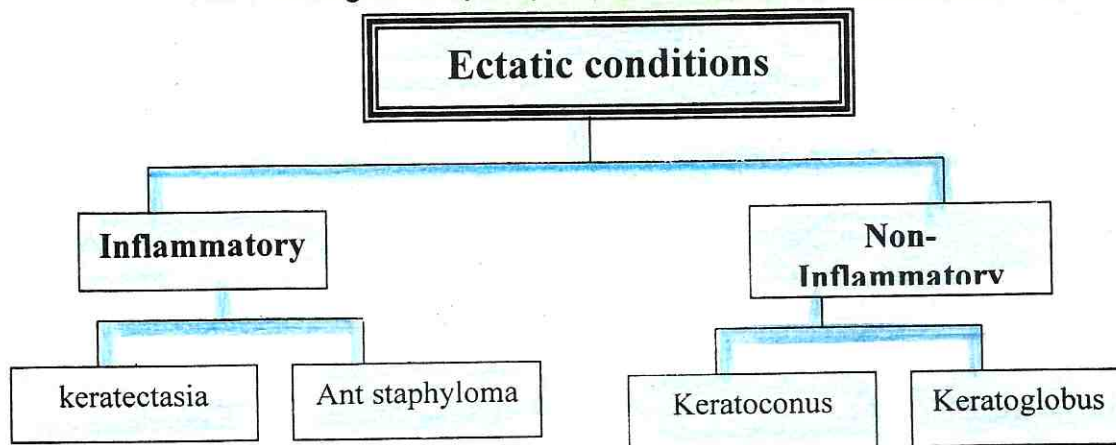 Ectatic conditions
Inflammatory
Non-
Inflammatory
keratectasia
Ant staphyloma
Keratoconus
Keratoglobus